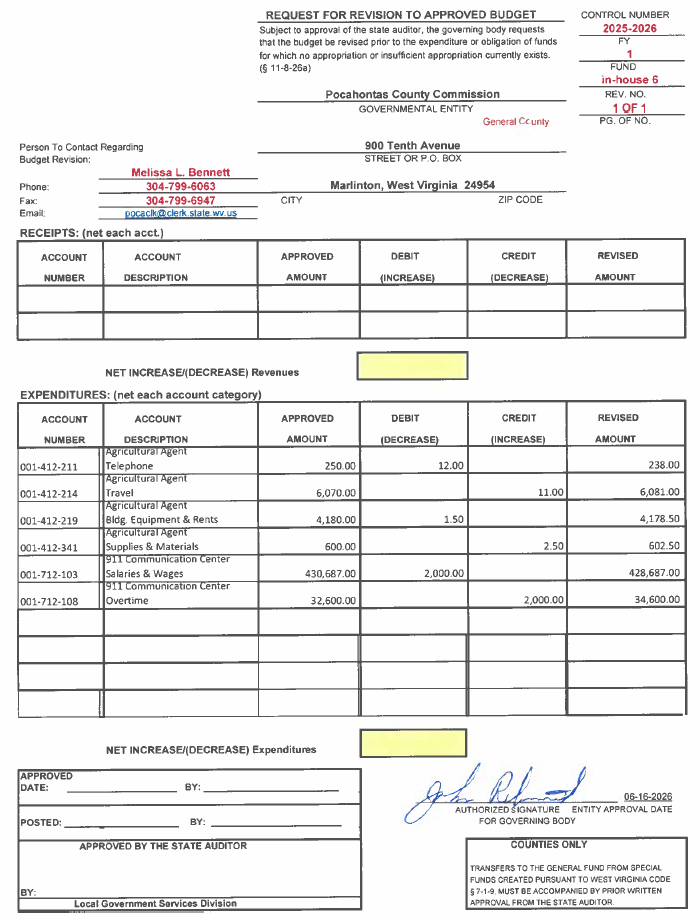 REQUEST FOR REVISION TO APPROVED BUDGET
CONTROL NUMBER
Subject to approval of the state auditor, the governing body requests
that the budget be revised prior to the expenditure or obligation of funds
for which no appropriation or insufficient appropriation currently exists.
(§ 11-8-26a)
2025-2026
FY
1
FUND
in-house 6
REV. NO.
1 OF 1
PG. OF NO.
Pocahontas County Commission
GOVERNMENTAL ENTITY
General County
Person To Contact Regarding
Budget Revision:
900 Tenth Avenue
STREET OR P.O. BOX
Melissa L. Bennett
Phone: 304-799-6063
Fax: 304-799-6947
Email: pocaclk@clerk.state.wv.us
Marlinton, West Virginia 24954
CITY ZIP CODE
RECEIPTS: (net each acct.)
ACCOUNT ACCOUNT APPROVED DEBIT CREDIT REVISED
NUMBER DESCRIPTION AMOUNT (INCREASE) (DECREASE) AMOUNT
NET INCREASE/(DECREASE) Revenues
EXPENDITURES: (net each account category)
ACCOUNT ACCOUNT APPROVED DEBIT CREDIT REVISED
NUMBER DESCRIPTION AMOUNT (DECREASE) (INCREASE) AMOUNT
Agricultural Agent
001-412-211 Telephone 250.00 12.00 238.00
Agricultural Agent
001-412-214 Travel 6,070.00 11.00 6,081.00
Agricultural Agent
001-412-219 Bldg. Equipment & Rents 4,180.00 1.50 4,178.50
Agricultural Agent
001-412-341 Supplies & Materials 600.00 2.50 602.50
911 Communication Center
001-712-103 Salaries & Wages 430,687.00 2,000.00 428,687.00
911 Communication Center
001-712-108 Overtime 32,600.00 2,000.00 34,600.00
NET INCREASE/(DECREASE) Expenditures
APPROVED
DATE: BY:
POSTED: BY:
APPROVED BY THE STATE AUDITOR
BY:
Local Government Services Division
John 06-16-2026
AUTHORIZED SIGNATURE ENTITY APPROVAL DATE
FOR GOVERNING BODY
COUNTIES ONLY
TRANSFERS TO THE GENERAL FUND FROM SPECIAL
FUNDS CREATED PURSUANT TO WEST VIRGINIA CODE
§ 7-1-9, MUST BE ACCOMPANIED BY PRIOR WRITTEN
APPROVAL FROM THE STATE AUDITOR.